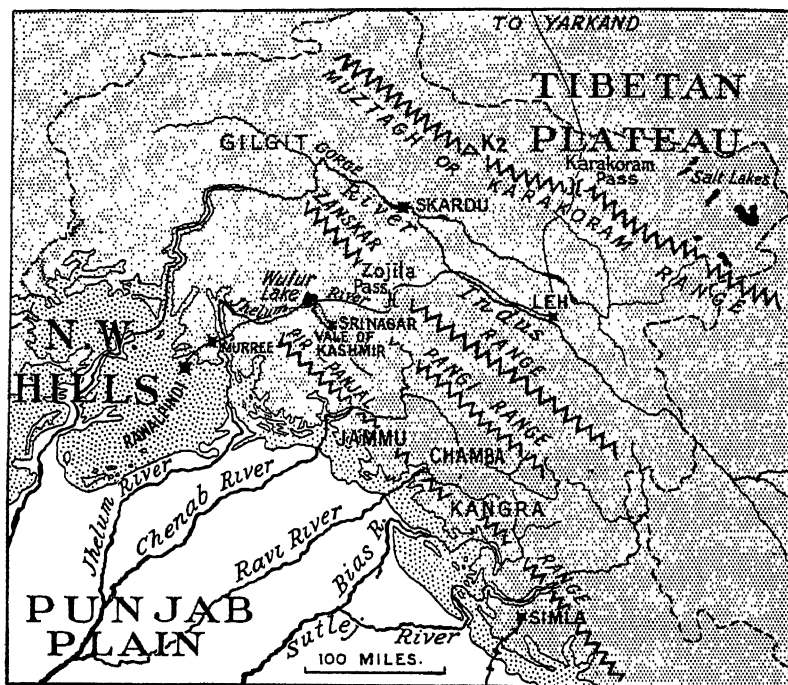 TO YARKAND
TIBETAN
PLATEAU
MUZTAGH OR KARAKORAM RANGE
K2
Karakoram
Pass
Salt Lakes
GILGIT
GORGE
River
Indus
SKARDU
ZANSKAR
RANGE
Zojila
Pass
Wulur
Lake
Jhelum River
LEH
SRINAGAR
VALE OF
KASHMIR
N.W.
HILLS
MURREE
RAWALPINDI
PIR PANJAL
RANGE
PANGI RANGE
JAMMU
CHAMBA
KANGRA
Jhelum River
Chenab River
Ravi River
Bias R.
PUNJAB
PLAIN
Sutlej River
SIMLA
100 MILES.